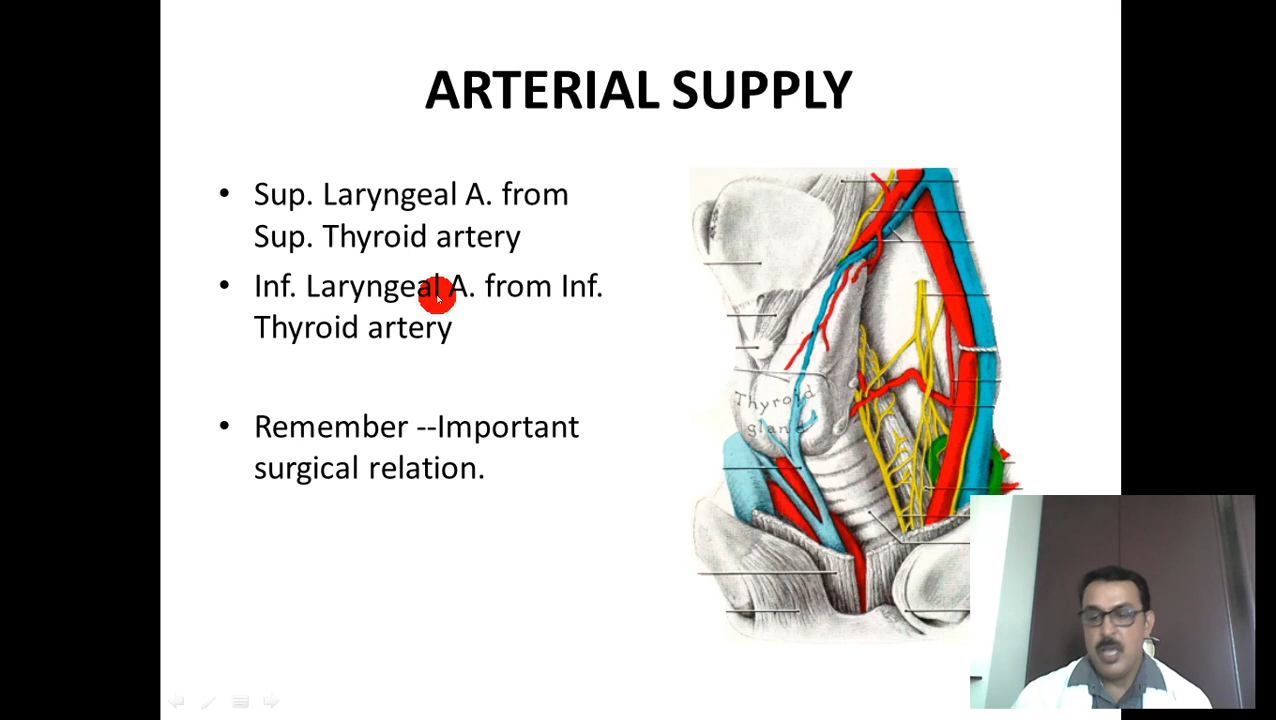 ARTERIAL SUPPLY
• Sup. Laryngeal A. from
Sup. Thyroid artery
• Inf. Laryngeal A. from Inf.
Thyroid artery
• Remember --Important
surgical relation.
Thyroid
gland